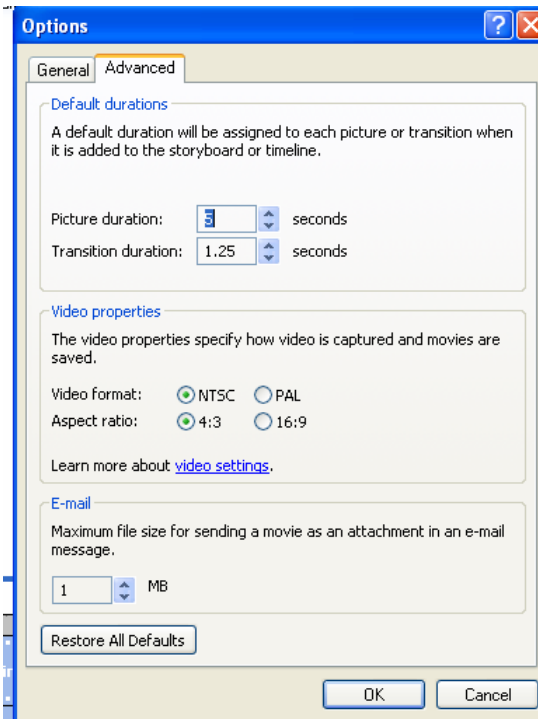 Options
General Advanced
Default durations
A default duration will be assigned to each picture or transition when
it is added to the storyboard or timeline.
Picture duration: 5 seconds
Transition duration: 1.25 seconds
Video properties
The video properties specify how video is captured and movies are
saved.
Video format: NTSC PAL
Aspect ratio: 4:3 16:9
Learn more about video settings.
E-mail
Maximum file size for sending a movie as an attachment in an e-mail
message.
1 MB
Restore All Defaults
OK Cancel